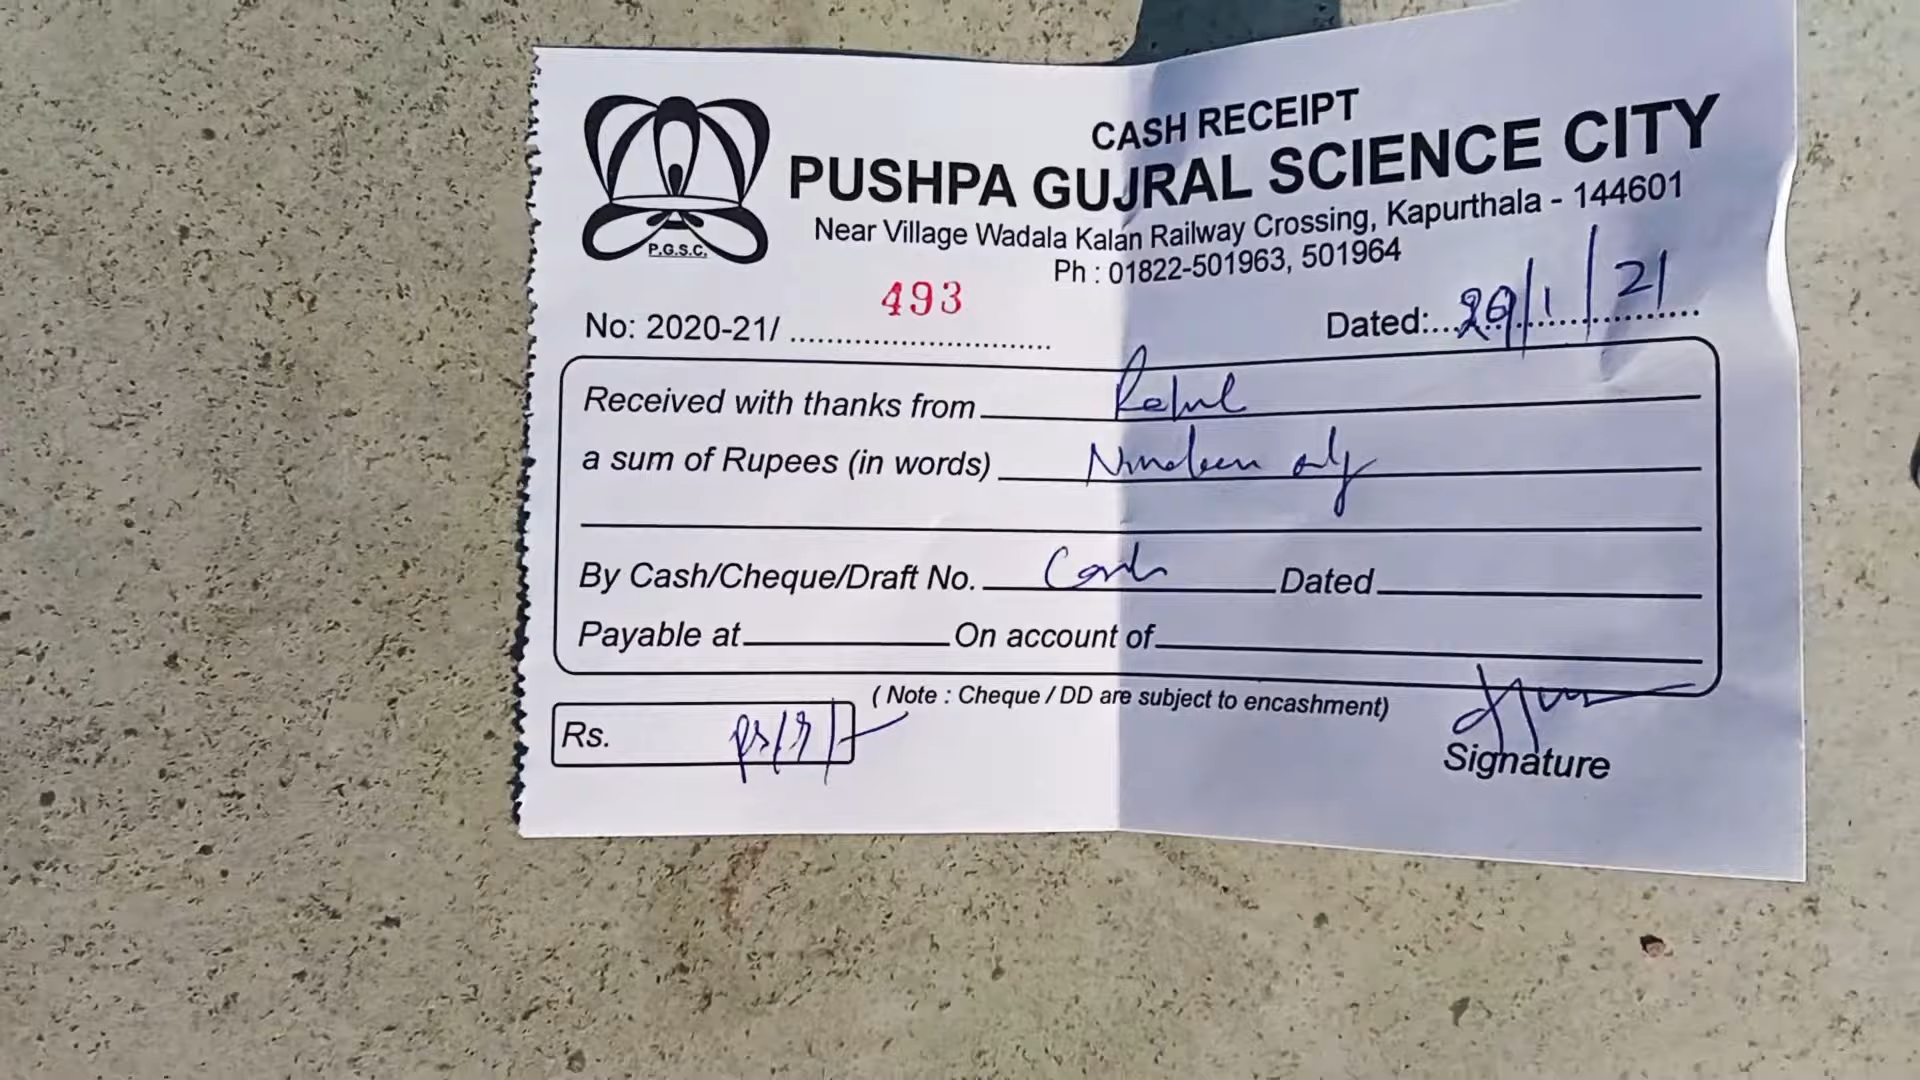 CASH RECEIPT
PUSHPA GUJRAL SCIENCE CITY
Near Village Wadala Kalan Railway Crossing, Kapurthala - 144601
Ph : 01822-501963, 501964
P.G.S.C.
493
No: 2020-21/ ............................. Dated:.... /1/21
Received with thanks from Rahul
a sum of Rupees (in words) Nineteen only
By Cash/Cheque/Draft No. Cash Dated
Payable at On account of
( Note : Cheque / DD are subject to encashment)
Rs.
Signature